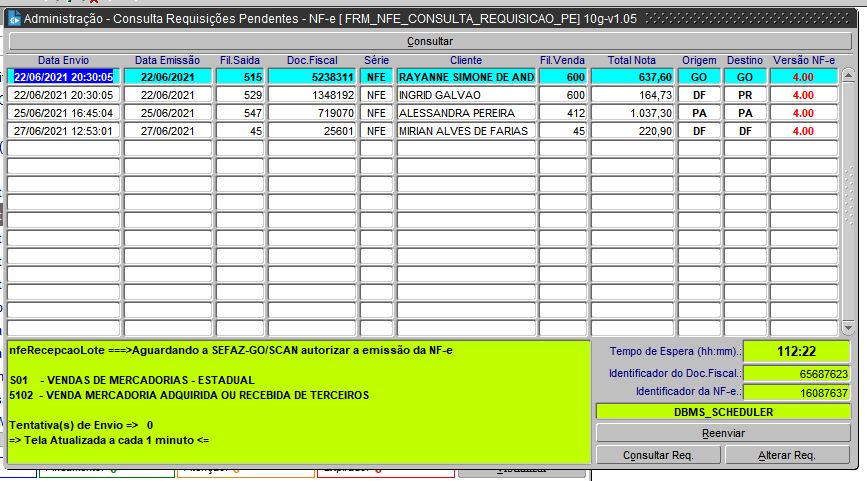 Administração - Consulta Requisições Pendentes - NF-e [ FRM_NFE_CONSULTA_REQUISICAO_PE] 10g-v1.05
Consultar
Data Envio Data Emissão Fil.Saida Doc.Fiscal Série Cliente Fil.Venda Total Nota Origem Destino Versão NF-e
22/06/2021 20:30:05 22/06/2021 515 5238311 NFE RAYANNE SIMONE DE AND 600 637,60 GO GO 4.00
22/06/2021 20:30:05 22/06/2021 529 1348192 NFE INGRID GALVAO 600 164,73 DF PR 4.00
25/06/2021 16:45:04 25/06/2021 547 719070 NFE ALESSANDRA PEREIRA 412 1.037,30 PA PA 4.00
27/06/2021 12:53:01 27/06/2021 45 25601 NFE MIRIAN ALVES DE FARIAS 45 220,90 DF DF 4.00
nfeRecepcaoLote ===>Aguardando a SEFAZ-GO/SCAN autorizar a emissão da NF-e
S01 - VENDAS DE MERCADORIAS - ESTADUAL
5102 - VENDA MERCADORIA ADQUIRIDA OU RECEBIDA DE TERCEIROS
Tentativa(s) de Envio => 0
=> Tela Atualizada a cada 1 minuto <=
Tempo de Espera (hh:mm).: 112:22
Identificador do Doc.Fiscal.: 65687623
Identificador da NF-e.: 16087637
DBMS_SCHEDULER
Reenviar
Consultar Req. Alterar Req.